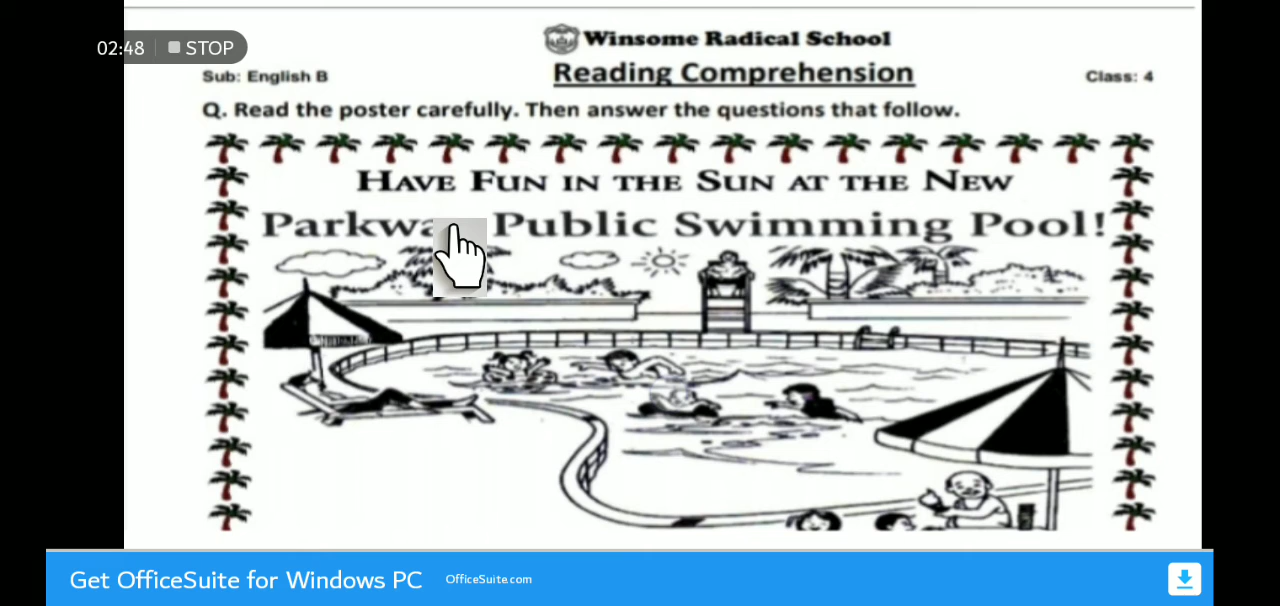 02:48 STOP
Winsome Radical School
Sub: English B
Reading Comprehension
Class: 4
Q. Read the poster carefully. Then answer the questions that follow.
HAVE FUN IN THE SUN AT THE NEW
Public Swimming Pool!
Get OfficeSuite for Windows PC OfficeSuite.com